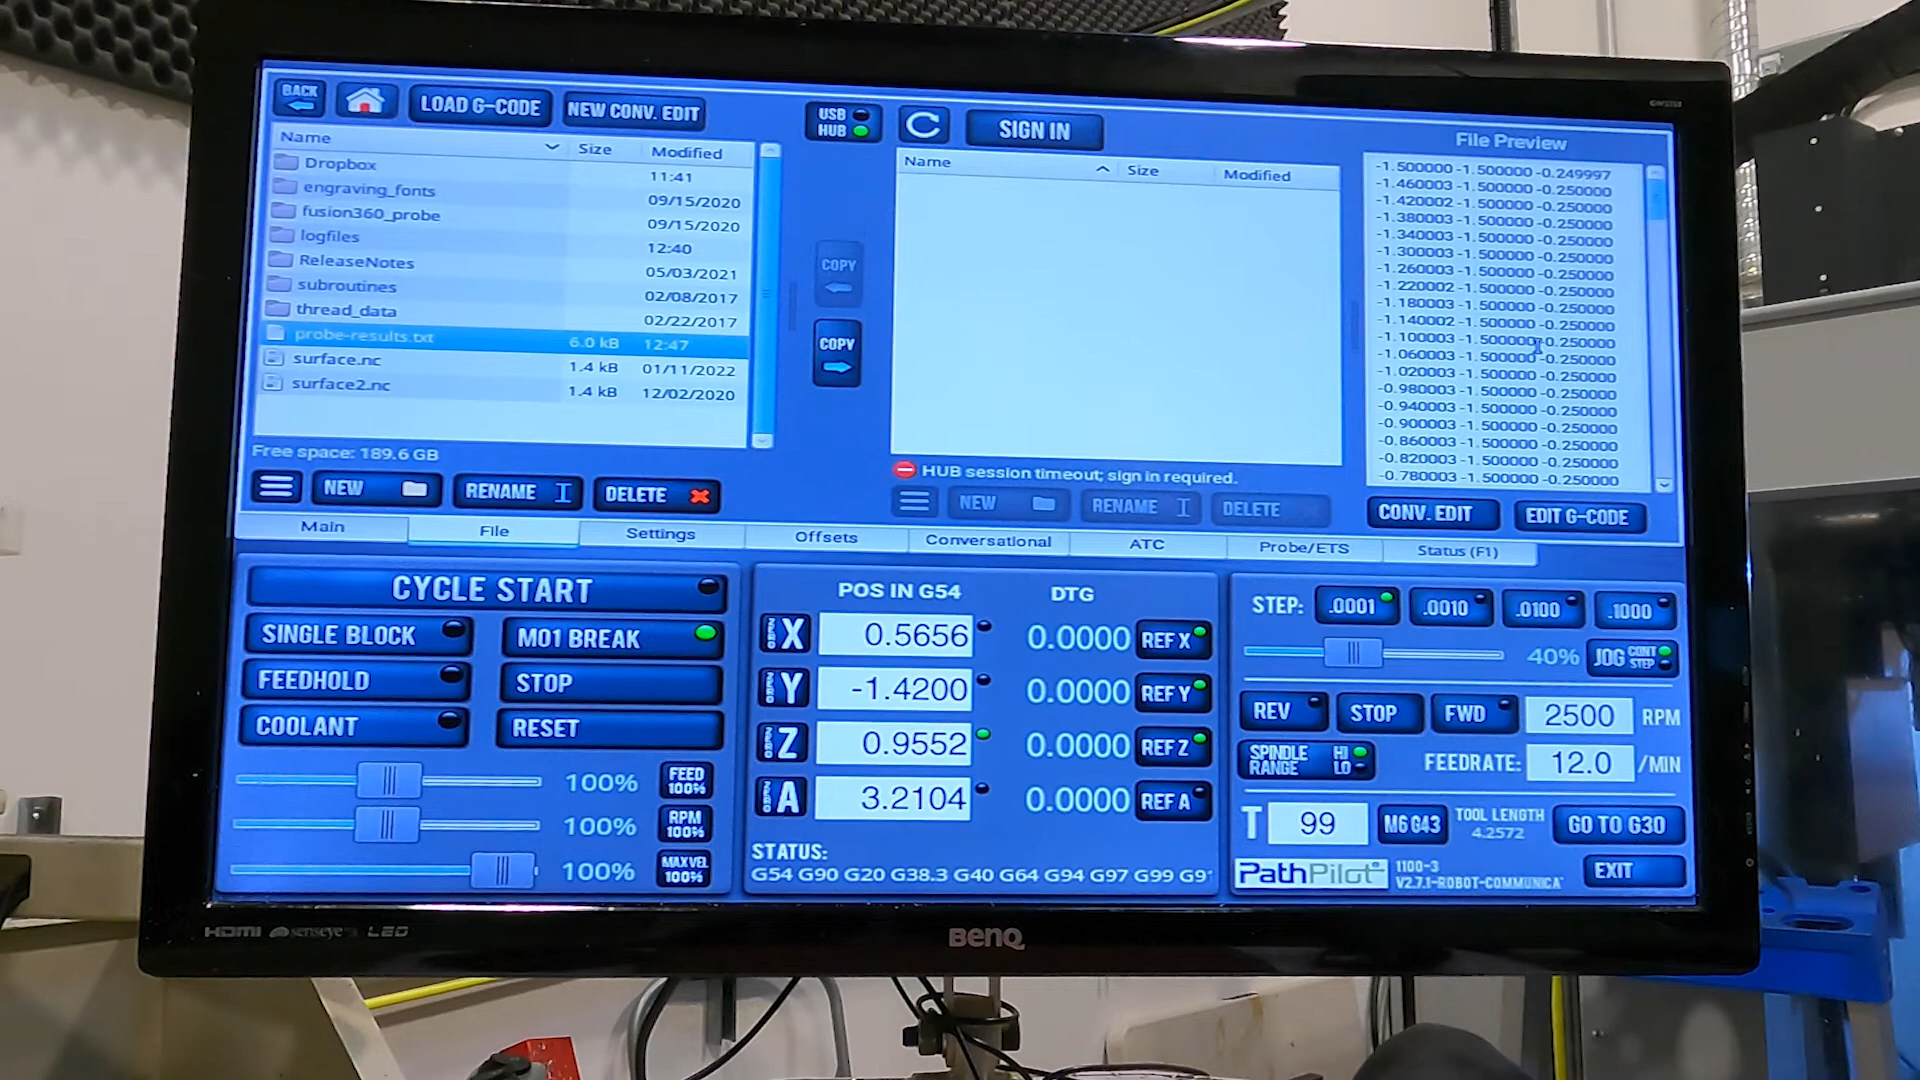 BACK
LOAD G-CODE
NEW CONV. EDIT
USB
HUB
SIGN IN
Name Size Modified
Dropbox 11:41
engraving_fonts 09/15/2020
fusion360_probe 09/15/2020
logfiles 12:40
ReleaseNotes 05/03/2021
subroutines 02/08/2017
thread_data 02/22/2017
probe-results.txt 6.0 kB 12:47
surface.nc 1.4 kB 01/11/2022
surface2.nc 1.4 kB 12/02/2020
Free space: 189.6 GB
NEW
RENAME
DELETE
COPY
COPY
Name Size Modified
HUB session timeout; sign in required.
NEW
RENAME
DELETE
File Preview
-1.500000 -1.500000 -0.249997
-1.460003 -1.500000 -0.250000
-1.420002 -1.500000 -0.250000
-1.380003 -1.500000 -0.250000
-1.340003 -1.500000 -0.250000
-1.300003 -1.500000 -0.250000
-1.260003 -1.500000 -0.250000
-1.220002 -1.500000 -0.250000
-1.180003 -1.500000 -0.250000
-1.140002 -1.500000 -0.250000
-1.100003 -1.500000 -0.250000
-1.060003 -1.500000 -0.250000
-1.020003 -1.500000 -0.250000
-0.980003 -1.500000 -0.250000
-0.940003 -1.500000 -0.250000
-0.900003 -1.500000 -0.250000
-0.860003 -1.500000 -0.250000
-0.820003 -1.500000 -0.250000
-0.780003 -1.500000 -0.250000
CONV. EDIT
EDIT G-CODE
Main File Settings Offsets Conversational ATC Probe/ETS Status (F1)
CYCLE START
SINGLE BLOCK
M01 BREAK
FEEDHOLD
STOP
COOLANT
RESET
100% FEED 100%
100% RPM 100%
100% MAX VEL 100%
POS IN G54 DTG
ZERO X 0.5656 0.0000 REF X
ZERO Y -1.4200 0.0000 REF Y
ZERO Z 0.9552 0.0000 REF Z
ZERO A 3.2104 0.0000 REF A
STATUS:
G54 G90 G20 G38.3 G40 G64 G94 G97 G99 G9
STEP: .0001 .0010 .0100 .1000
40% JOG CONT STEP
REV STOP FWD 2500 RPM
SPINDLE RANGE HI LO FEEDRATE: 12.0 /MIN
T 99 M6 G43 TOOL LENGTH 4.2572 GO TO G30
PathPilot 1100-3
V2.7.1-ROBOT-COMMUNICA
EXIT
HDMI senseye LED
BenQ